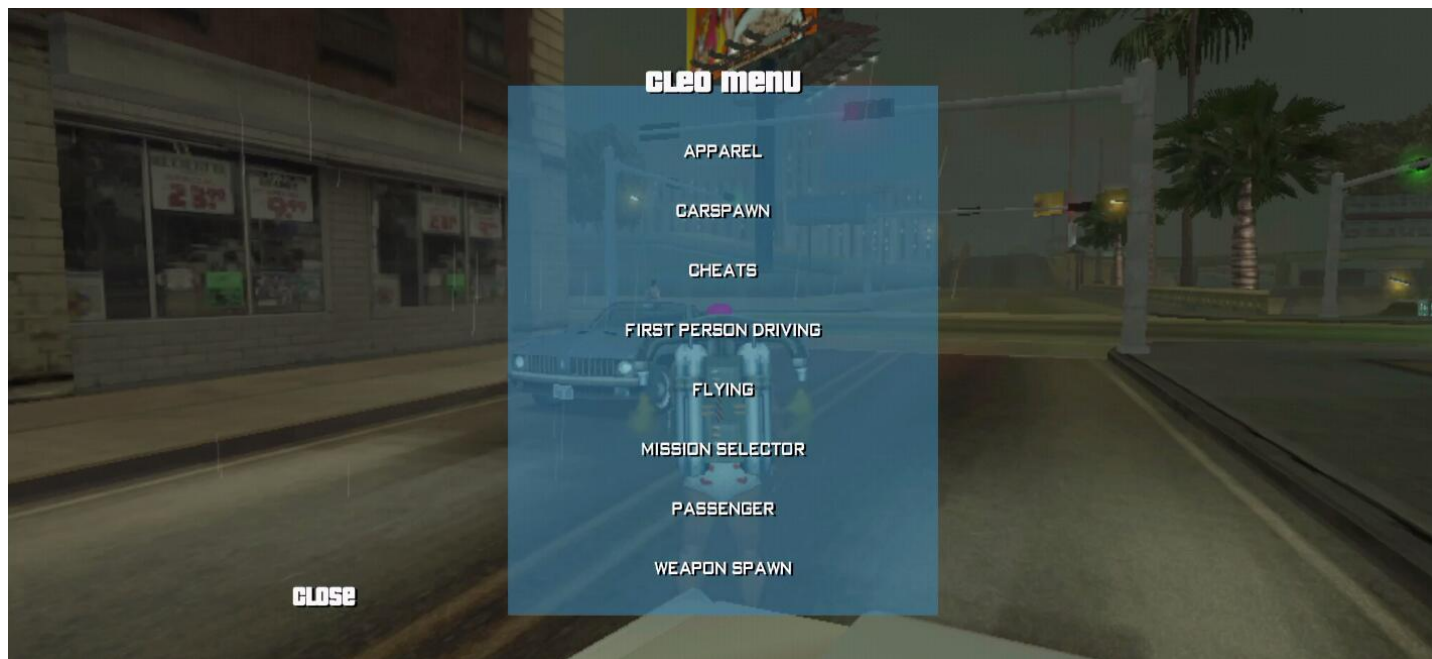 CLEO MENU
APPAREL
CARSPAWN
CHEATS
FIRST PERSON DRIVING
FLYING
MISSION SELECTOR
PASSENGER
WEAPON SPAWN
CLOSE